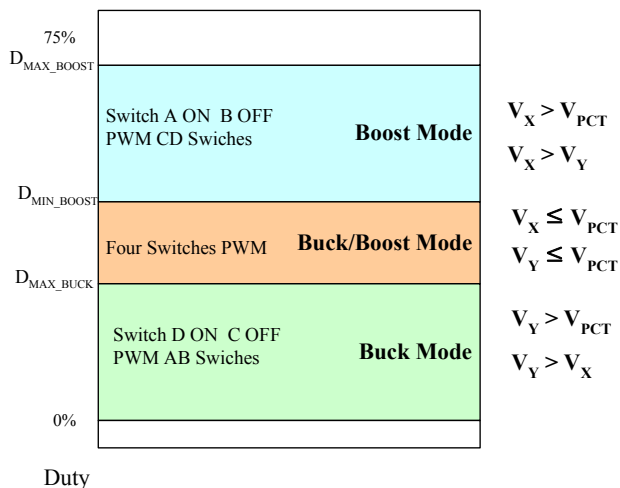 75%
D_MAX_BOOST
Switch A ON B OFF
PWM CD Swiches
Boost Mode
V_X > V_PCT
V_X > V_Y
D_MIN_BOOST
Four Switches PWM
Buck/Boost Mode
V_X ≤ V_PCT
V_Y ≤ V_PCT
D_MAX_BUCK
Switch D ON C OFF
PWM AB Swiches
Buck Mode
V_Y > V_PCT
V_Y > V_X
0%
Duty